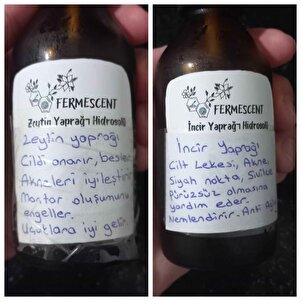 FERMESCENT
Zeytin Yaprağı Hidrosolü
Zeytin yaprağı
Cildi onarır, besler.
Akneleri iyileştirir
Mantar oluşumunu
engeller.
Uçuklara iyi gelir.
FERMESCENT
İncir Yaprağı Hidrosolü
İncir Yaprağı
Cilt Lekesi, Akne,
Siyah nokta, Sivilce
Pürüzsüz olmasına
yardım eder.
Nemlendirir. Anti